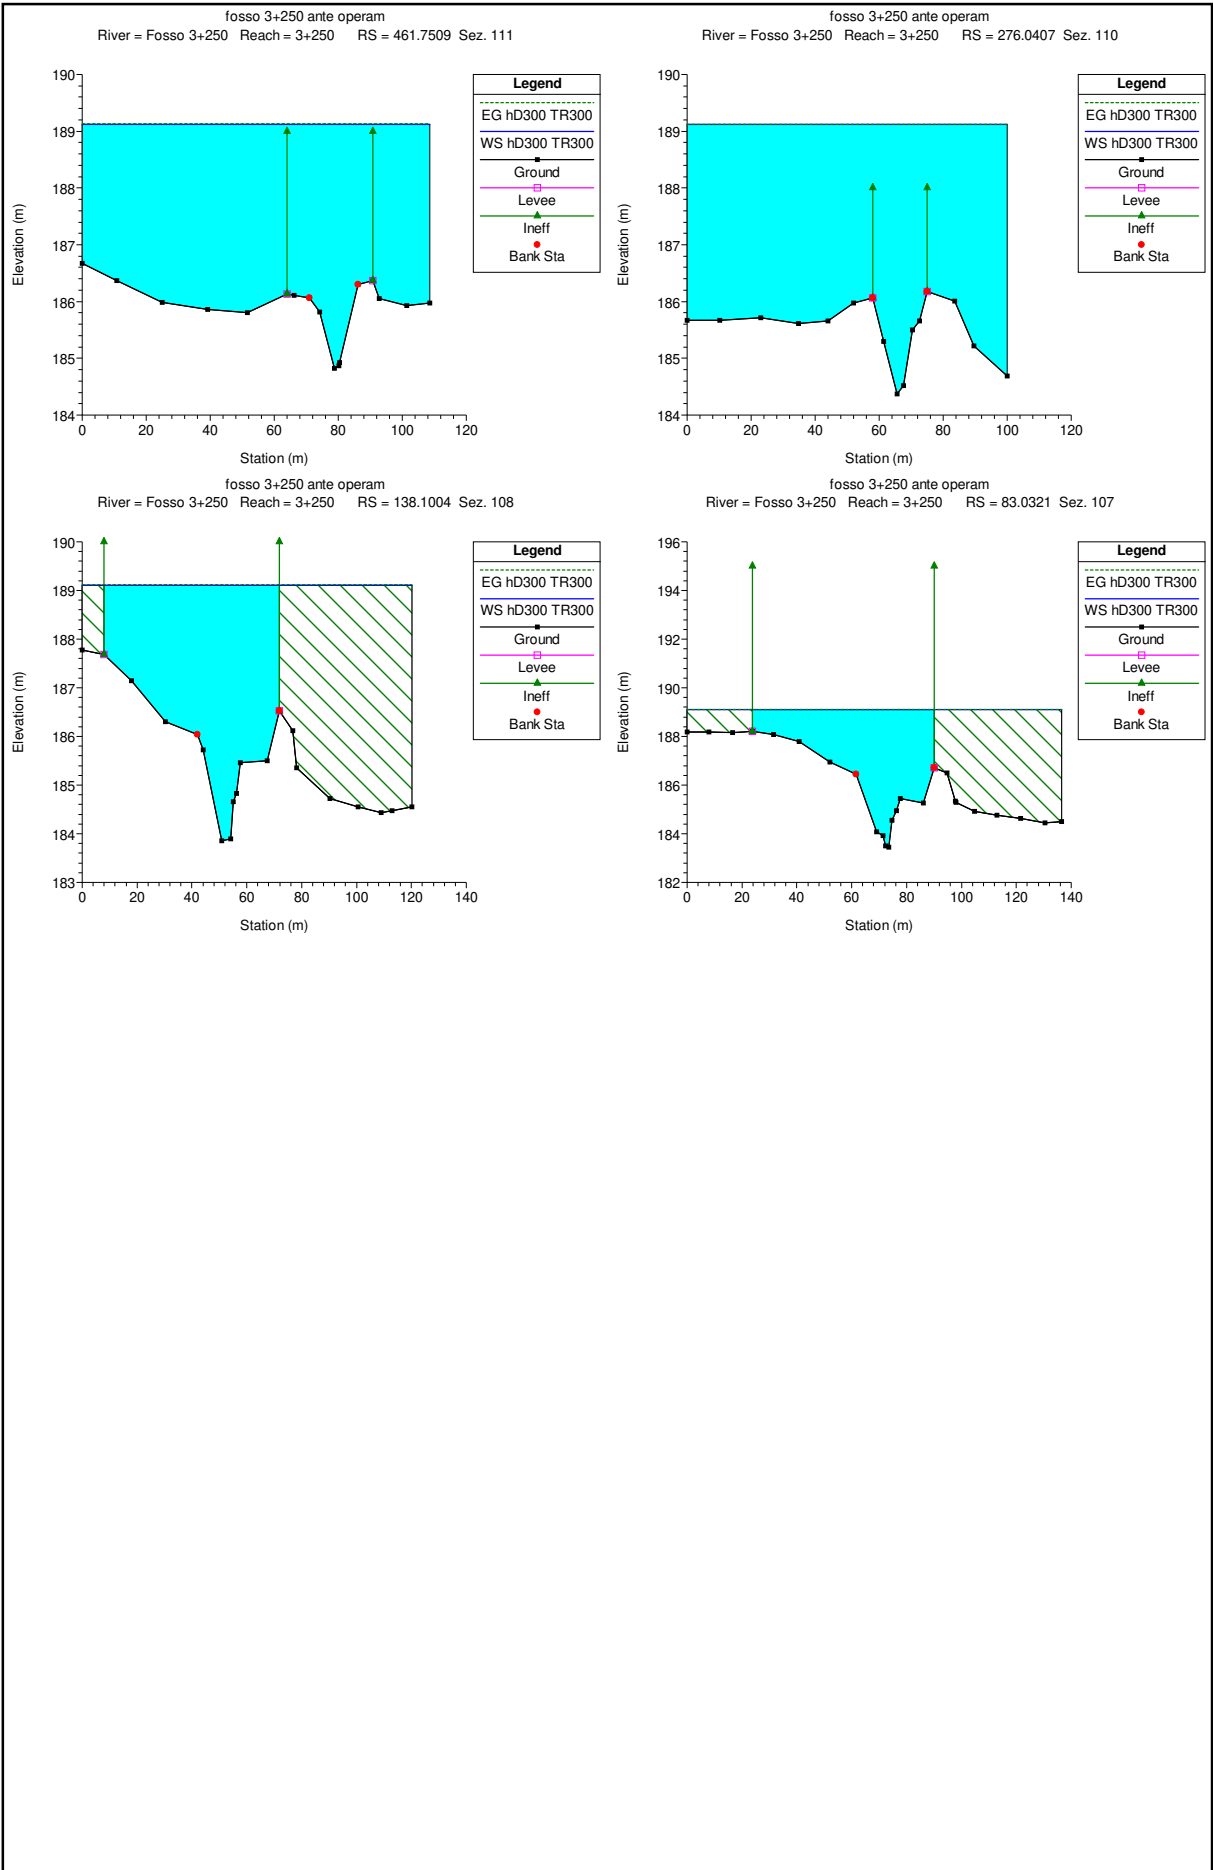 fosso 3+250 ante operam
River = Fosso 3+250 Reach = 3+250 RS = 461.7509 Sez. 111
190
189
188
187
186
185
184
0 20 40 60 80 100 120
Station (m)
Elevation (m)
Legend
EG hD300 TR300
WS hD300 TR300
Ground
Levee
Ineff
Bank Sta
fosso 3+250 ante operam
River = Fosso 3+250 Reach = 3+250 RS = 276.0407 Sez. 110
190
189
188
187
186
185
184
0 20 40 60 80 100 120
Station (m)
Elevation (m)
Legend
EG hD300 TR300
WS hD300 TR300
Ground
Levee
Ineff
Bank Sta
fosso 3+250 ante operam
River = Fosso 3+250 Reach = 3+250 RS = 138.1004 Sez. 108
190
189
188
187
186
185
184
183
0 20 40 60 80 100 120 140
Station (m)
Elevation (m)
Legend
EG hD300 TR300
WS hD300 TR300
Ground
Levee
Ineff
Bank Sta
fosso 3+250 ante operam
River = Fosso 3+250 Reach = 3+250 RS = 83.0321 Sez. 107
196
194
192
190
188
186
184
182
0 20 40 60 80 100 120 140
Station (m)
Elevation (m)
Legend
EG hD300 TR300
WS hD300 TR300
Ground
Levee
Ineff
Bank Sta